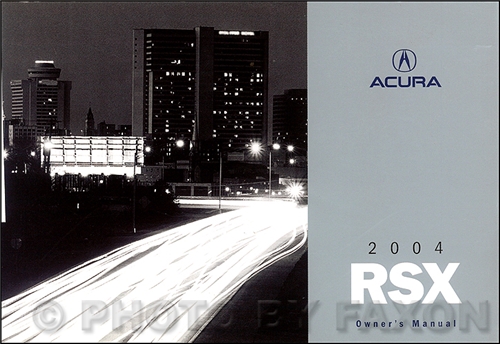 ACURA
2004
RSX
Owner's Manual
© PHOTO BY FAXON